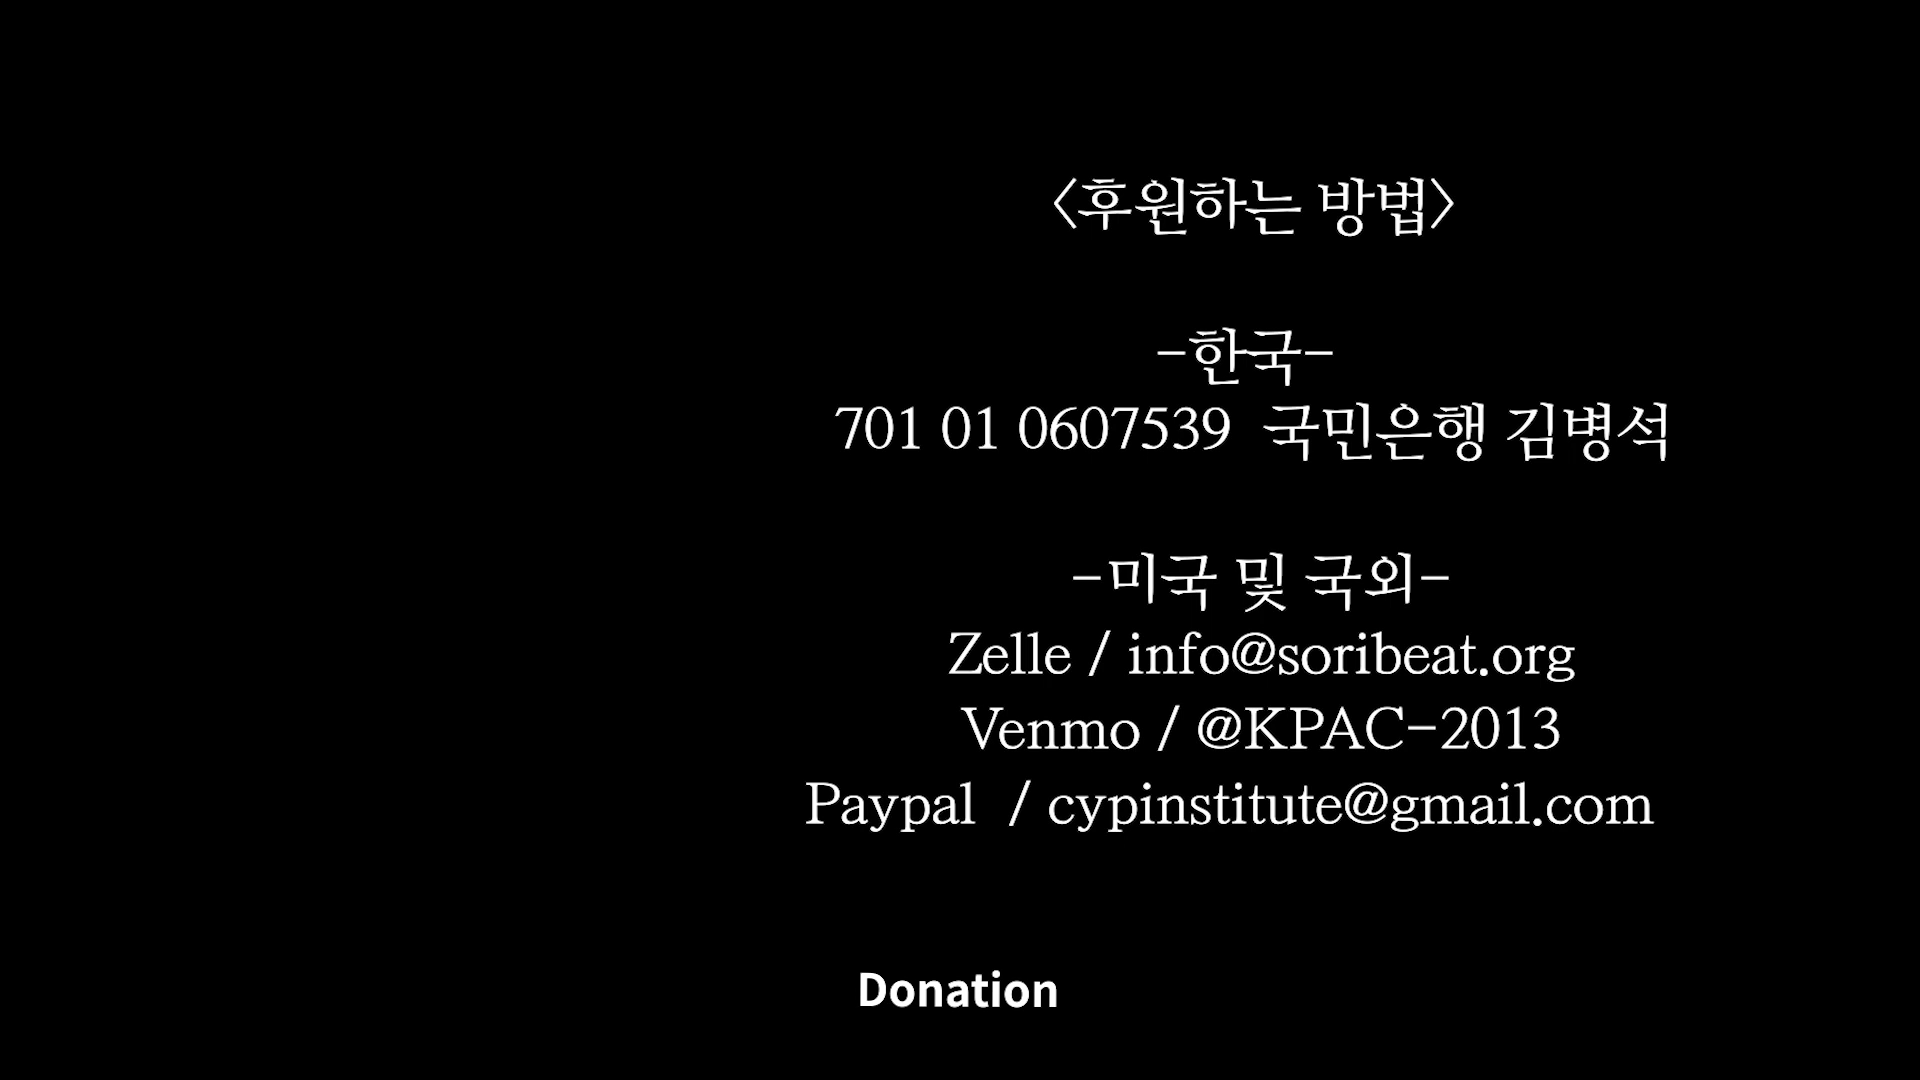 〈후원하는 방법〉
-한국-
701 01 0607539 국민은행 김병석
-미국 및 국외-
Zelle / info@soribeat.org
Venmo / @KPAC-2013
Paypal / cypinstitute@gmail.com
Donation